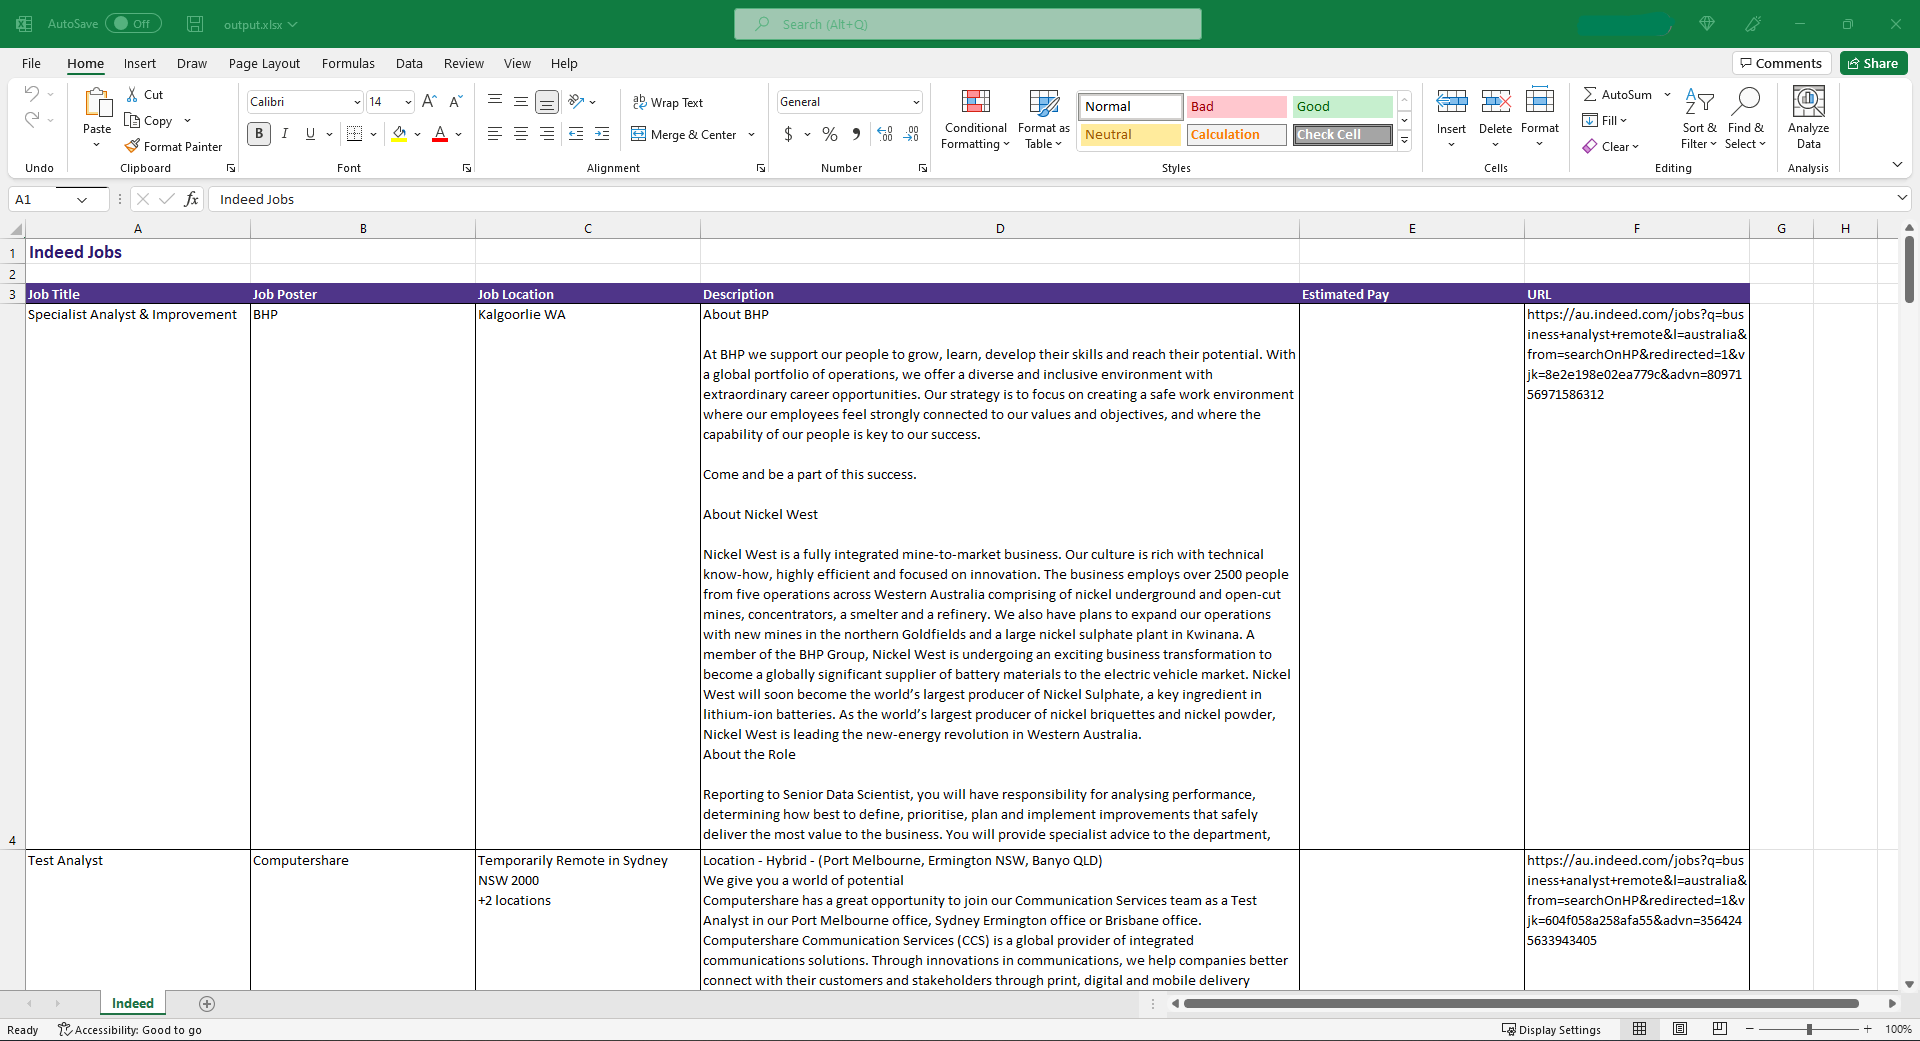 AutoSave Off output.xlsx Search (Alt+Q)
File Home Insert Draw Page Layout Formulas Data Review View Help Comments Share
Cut
Copy
Format Painter
Paste
Calibri 14
B I U
Wrap Text
Merge & Center
General
$ % 9
Conditional
Formatting
Format as
Table
Normal Bad Good
Neutral Calculation Check Cell
Insert Delete Format
AutoSum
Fill
Clear
Sort &
Filter
Find &
Select
Analyze
Data
Undo Clipboard Font Alignment Number Styles Cells Editing Analysis
A1 fx Indeed Jobs
A B C D E F G H
1 Indeed Jobs
2
3 Job Title Job Poster Job Location Description Estimated Pay URL
4
Specialist Analyst & Improvement
BHP
Kalgoorlie WA
About BHP
At BHP we support our people to grow, learn, develop their skills and reach their potential. With
a global portfolio of operations, we offer a diverse and inclusive environment with
extraordinary career opportunities. Our strategy is to focus on creating a safe work environment
where our employees feel strongly connected to our values and objectives, and where the
capability of our people is key to our success.
Come and be a part of this success.
About Nickel West
Nickel West is a fully integrated mine-to-market business. Our culture is rich with technical
know-how, highly efficient and focused on innovation. The business employs over 2500 people
from five operations across Western Australia comprising of nickel underground and open-cut
mines, concentrators, a smelter and a refinery. We also have plans to expand our operations
with new mines in the northern Goldfields and a large nickel sulphate plant in Kwinana. A
member of the BHP Group, Nickel West is undergoing an exciting business transformation to
become a globally significant supplier of battery materials to the electric vehicle market. Nickel
West will soon become the world’s largest producer of Nickel Sulphate, a key ingredient in
lithium-ion batteries. As the world’s largest producer of nickel briquettes and nickel powder,
Nickel West is leading the new-energy revolution in Western Australia.
About the Role
Reporting to Senior Data Scientist, you will have responsibility for analysing performance,
determining how best to define, prioritise, plan and implement improvements that safely
deliver the most value to the business. You will provide specialist advice to the department,
https://au.indeed.com/jobs?q=bus
iness+analyst+remote&l=australia&
from=searchOnHP&redirected=1&v
jk=8e2e198e02ea779c&advn=80971
56971586312
Test Analyst
Computershare
Temporarily Remote in Sydney
NSW 2000
+2 locations
Location - Hybrid - (Port Melbourne, Ermington NSW, Banyo QLD)
We give you a world of potential
Computershare has a great opportunity to join our Communication Services team as a Test
Analyst in our Port Melbourne office, Sydney Ermington office or Brisbane office.
Computershare Communication Services (CCS) is a global provider of integrated
communications solutions. Through innovations in communications, we help companies better
connect with their customers and stakeholders through print, digital and mobile delivery
https://au.indeed.com/jobs?q=bus
iness+analyst+remote&l=australia&
from=searchOnHP&redirected=1&v
jk=604f058a258afa55&advn=356424
5633943405
Indeed
Ready Accessibility: Good to go Display Settings 100%